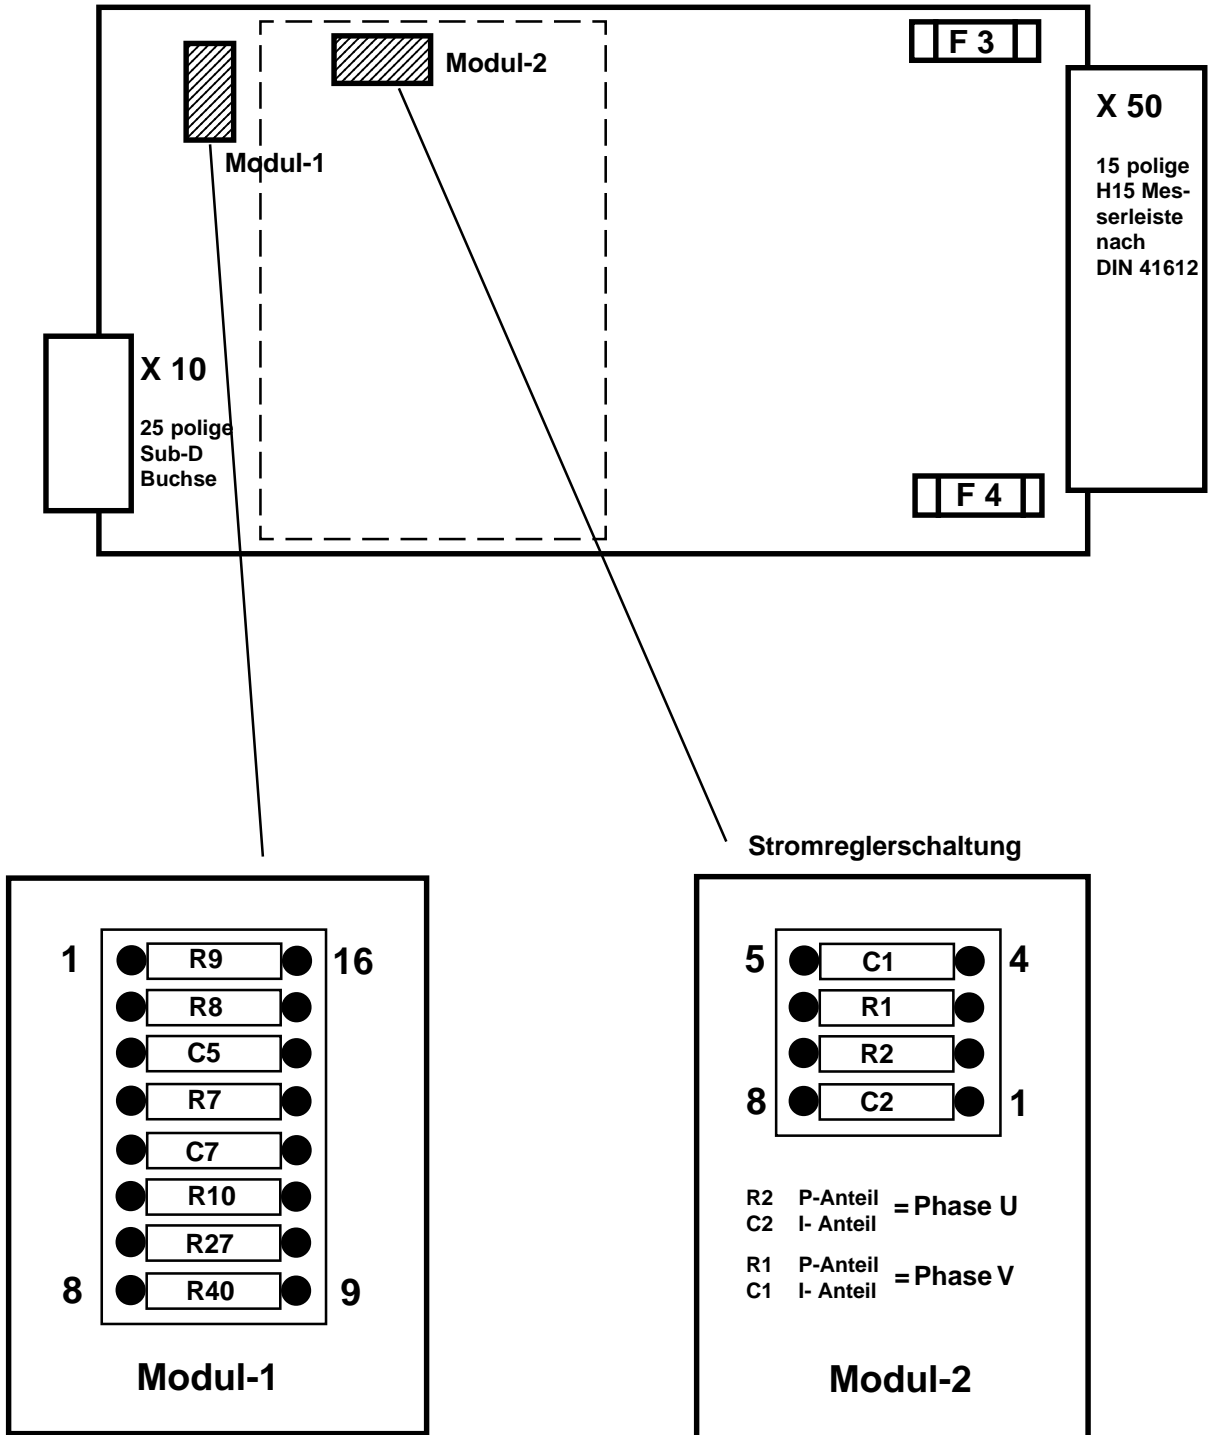 F 3
Modul-2
X 50
Modul-1
15 polige
H15 Mes-
serleiste
nach
DIN 41612
X 10
25 polige
Sub-D
Buchse
F 4
Stromreglerschaltung
1 R9 16
R8
C5
R7
C7
R10
R27
8 R40 9
Modul-1
5 C1 4
R1
R2
8 C2 1
R2 P-Anteil = Phase U
C2 I- Anteil
R1 P-Anteil = Phase V
C1 I- Anteil
Modul-2